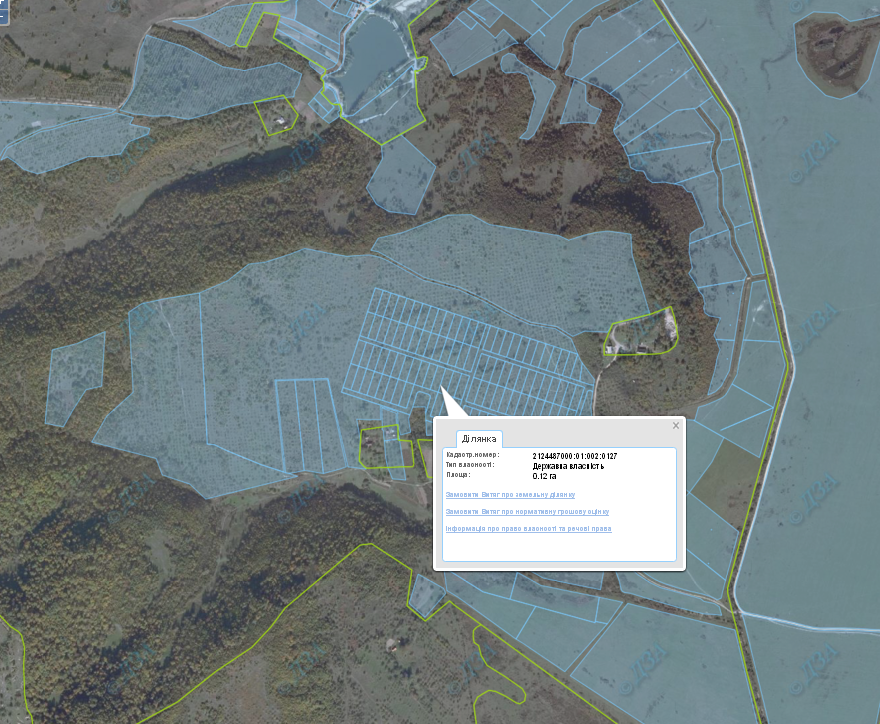 Ділянка
×
Кадастр.номер: 2124487000:01:002:0127
Тип власності: Державна власність
Площа: 0.12 га
Замовити Витяг про земельну ділянку
Замовити Витяг про нормативну грошову оцінку
Інформація про право власності та речові права